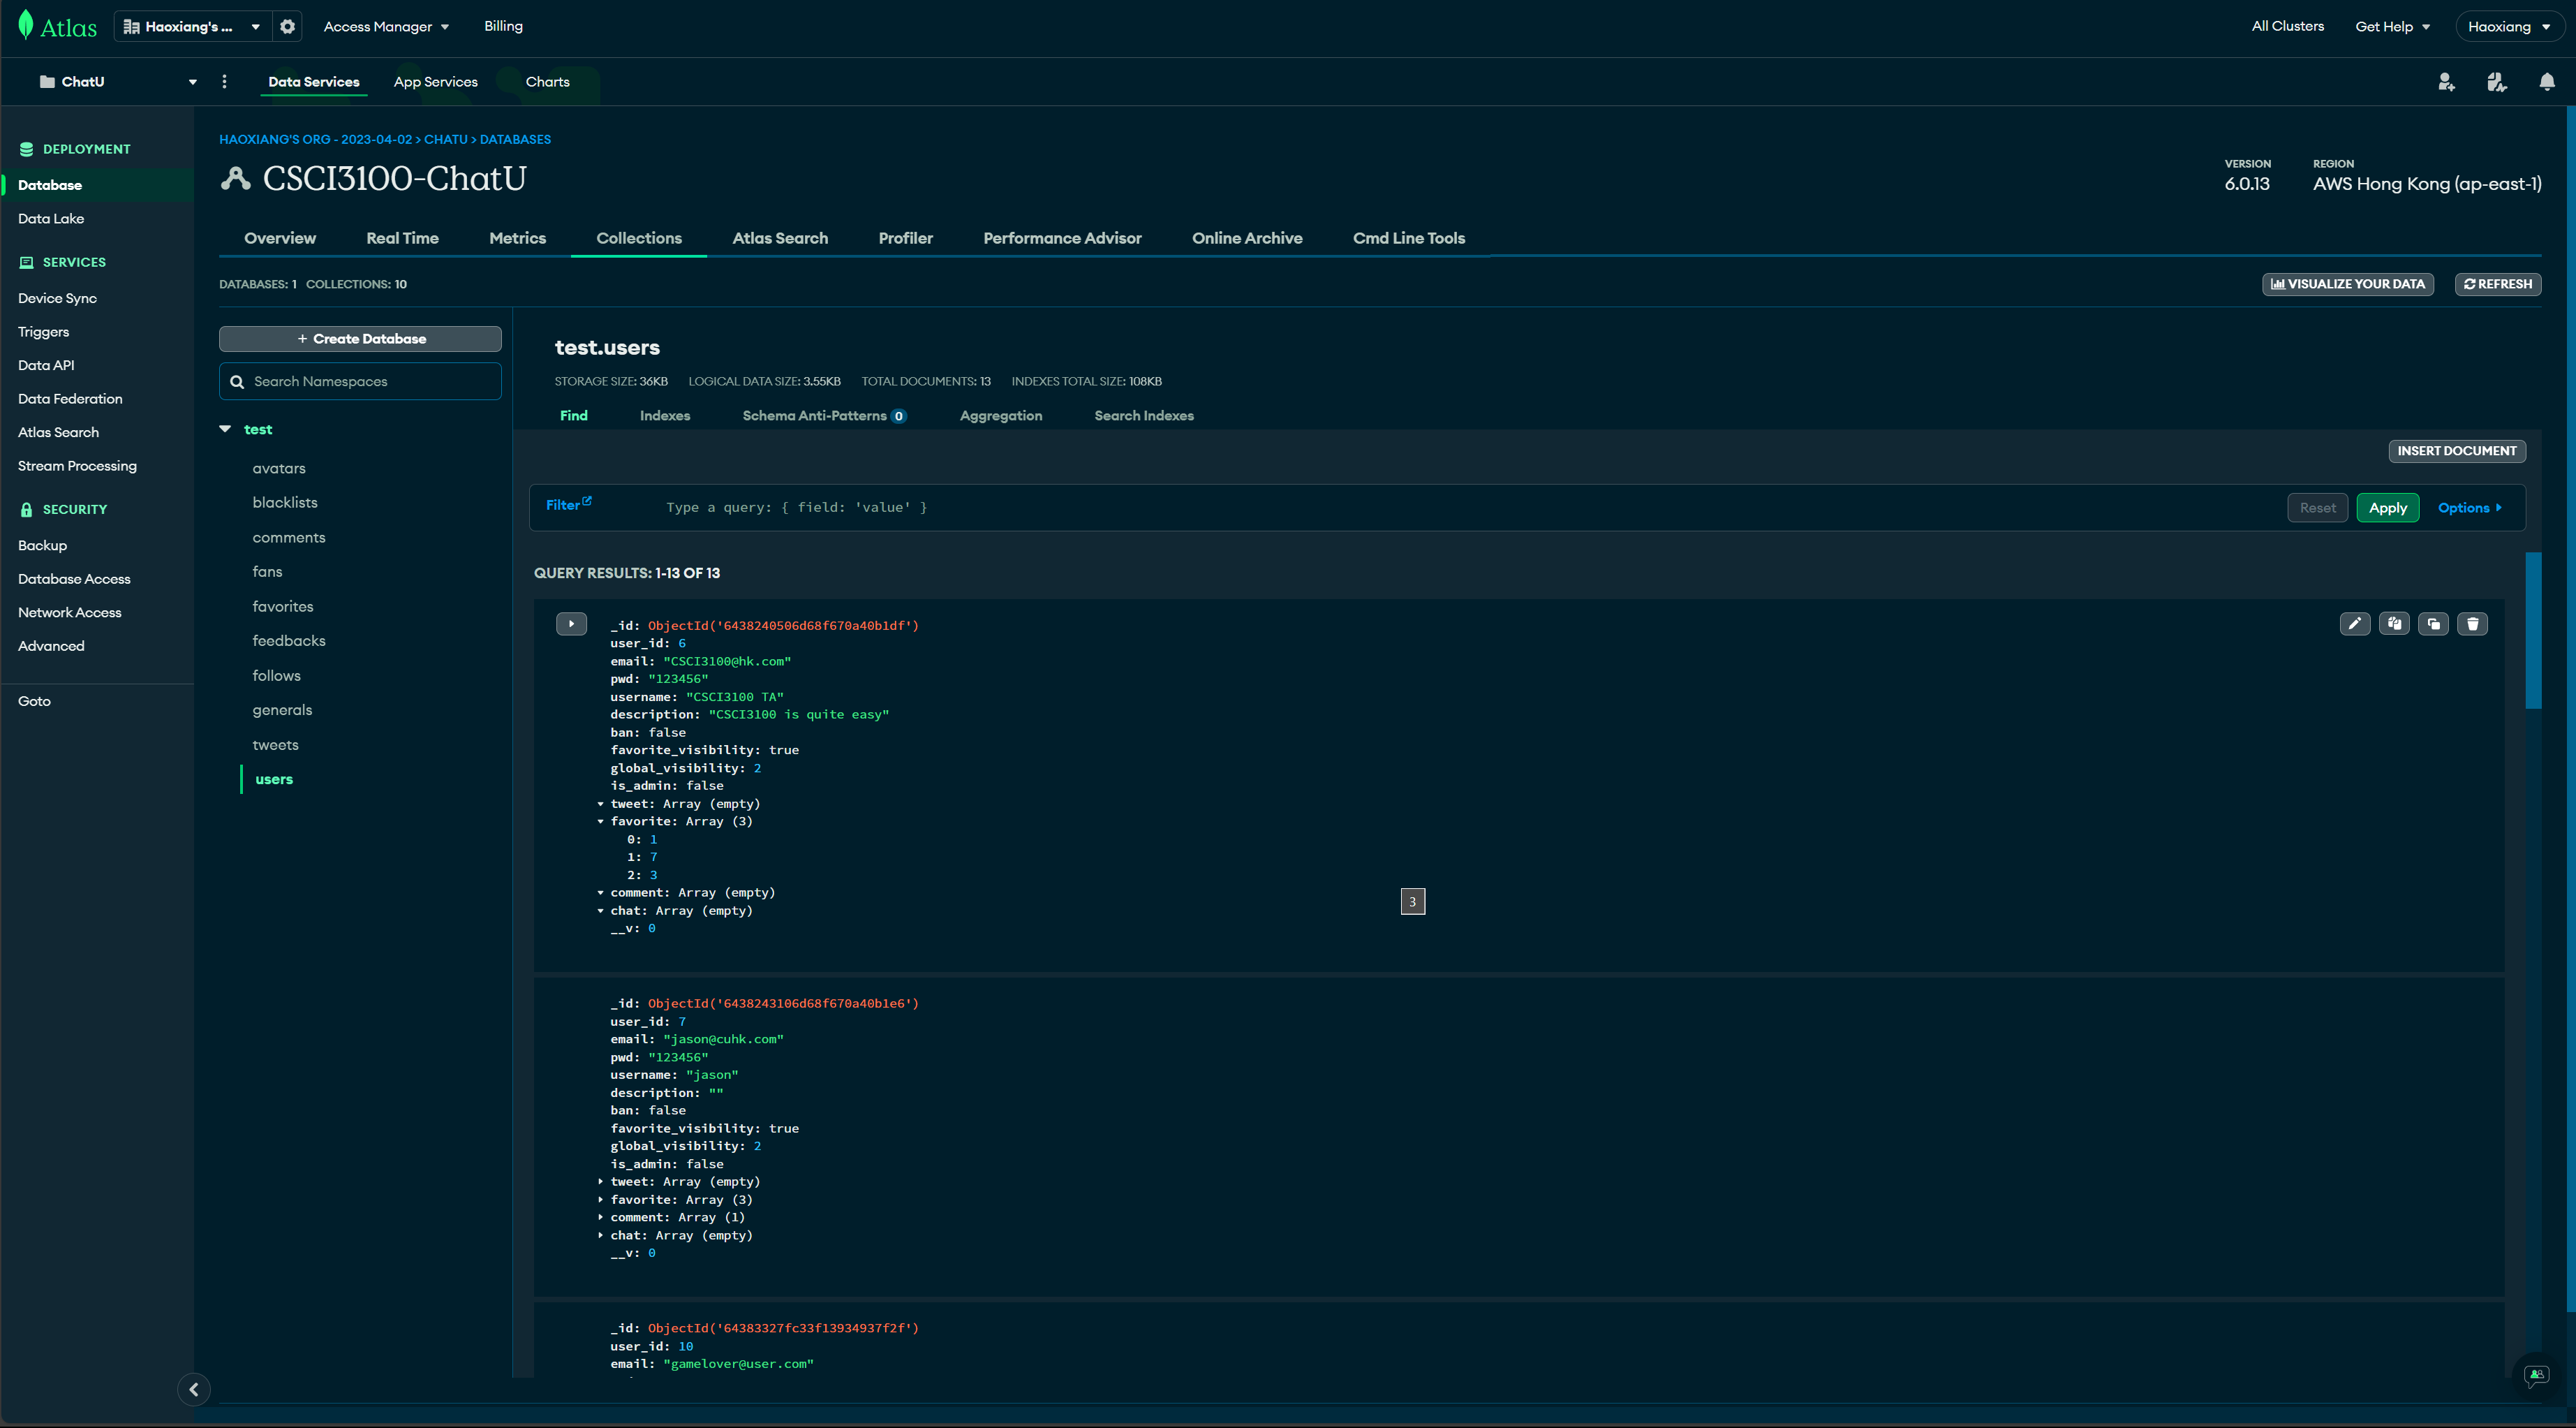 Atlas
Haoxiang's ...
Access Manager
Billing
All Clusters
Get Help
Haoxiang
ChatU
Data Services
App Services
Charts
DEPLOYMENT
Database
Data Lake
SERVICES
Device Sync
Triggers
Data API
Data Federation
Atlas Search
Stream Processing
SECURITY
Backup
Database Access
Network Access
Advanced
Goto
HAOXIANG'S ORG - 2023-04-02 > CHATU > DATABASES
CSCI3100-ChatU
VERSION
6.0.13
REGION
AWS Hong Kong (ap-east-1)
Overview
Real Time
Metrics
Collections
Atlas Search
Profiler
Performance Advisor
Online Archive
Cmd Line Tools
DATABASES: 1 COLLECTIONS: 10
VISUALIZE YOUR DATA
REFRESH
+ Create Database
Search Namespaces
test
avatars
blacklists
comments
fans
favorites
feedbacks
follows
generals
tweets
users
test.users
STORAGE SIZE: 36KB LOGICAL DATA SIZE: 3.55KB TOTAL DOCUMENTS: 13 INDEXES TOTAL SIZE: 108KB
Find
Indexes
Schema Anti-Patterns 0
Aggregation
Search Indexes
INSERT DOCUMENT
Filter
Type a query: { field: 'value' }
Reset
Apply
Options
QUERY RESULTS: 1-13 OF 13
_id: ObjectId('6438240506d68f670a40b1df')
user_id: 6
email: "CSCI3100@hk.com"
pwd: "123456"
username: "CSCI3100 TA"
description: "CSCI3100 is quite easy"
ban: false
favorite_visibility: true
global_visibility: 2
is_admin: false
tweet: Array (empty)
favorite: Array (3)
0: 1
1: 7
2: 3
comment: Array (empty)
chat: Array (empty)
__v: 0
3
_id: ObjectId('6438243106d68f670a40b1e6')
user_id: 7
email: "jason@cuhk.com"
pwd: "123456"
username: "jason"
description: ""
ban: false
favorite_visibility: true
global_visibility: 2
is_admin: false
tweet: Array (empty)
favorite: Array (3)
comment: Array (1)
chat: Array (empty)
__v: 0
_id: ObjectId('64383327fc33f13934937f2f')
user_id: 10
email: "gamelover@user.com"